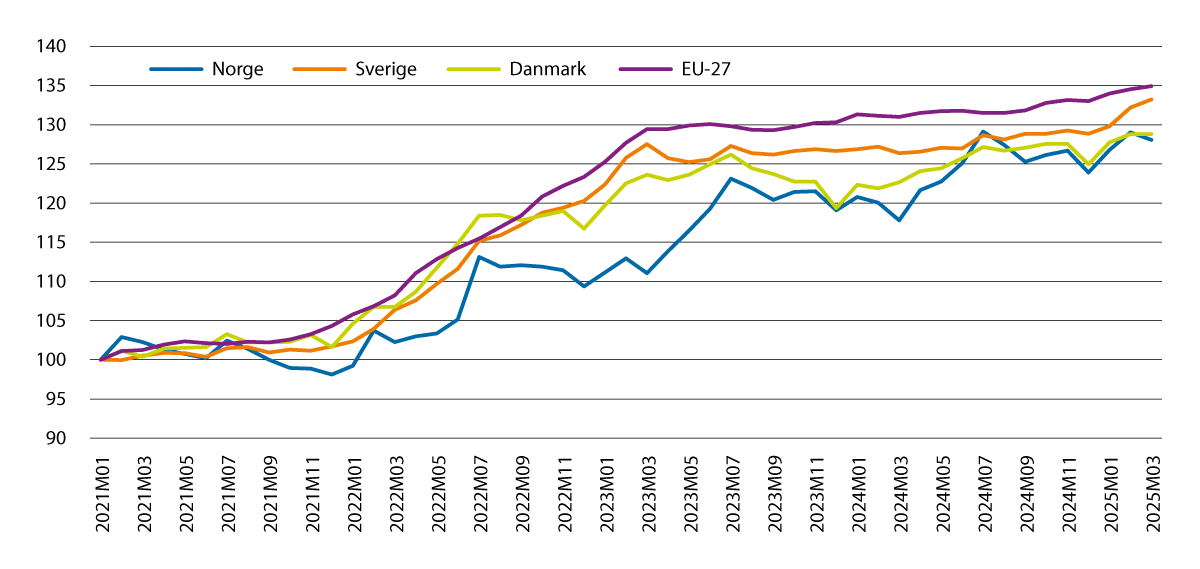 140
Norge Sverige Danmark EU-27
135
130
125
120
115
110
105
100
95
90
2021M01
2021M03
2021M05
2021M07
2021M09
2021M11
2022M01
2022M03
2022M05
2022M07
2022M09
2022M11
2023M01
2023M03
2023M05
2023M07
2023M09
2023M11
2024M01
2024M03
2024M05
2024M07
2024M09
2024M11
2025M01
2025M03